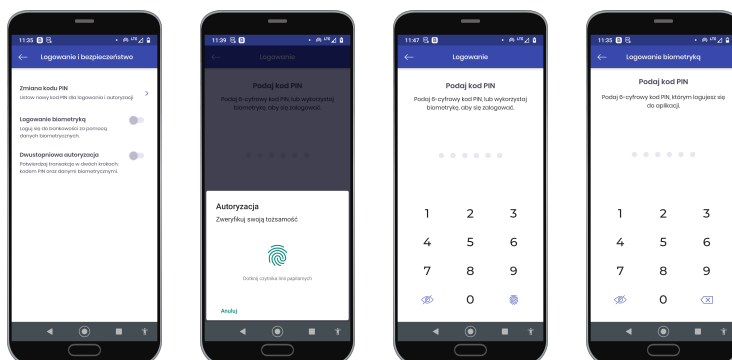 11:35
Logowanie i bezpieczeństwo
Zmiana kodu PIN
Ustaw nowy kod PIN dla logowania i autoryzacji
Logowanie biometryką
Loguj się do bankowości za pomocą
danych biometrycznych.
Dwustopniowa autoryzacja
Potwierdzaj transakcje w dwóch krokach:
kodem PIN oraz danymi biometrycznymi.
11:39
Logowanie
Podaj kod PIN
Podaj 6-cyfrowy kod PIN, lub wykorzystaj
biometrykę, aby się zalogować.
Autoryzacja
Zweryfikuj swoją tożsamość
Dotknij czytnika linii papilarnych
Anuluj
11:47
Logowanie
Podaj kod PIN
Podaj 6-cyfrowy kod PIN, lub wykorzystaj
biometrykę, aby się zalogować.
1 2 3
4 5 6
7 8 9
0
11:35
Logowanie biometryką
Podaj kod PIN
Podaj 6-cyfrowy kod PIN, którym logujesz się
do aplikacji.
1 2 3
4 5 6
7 8 9
0